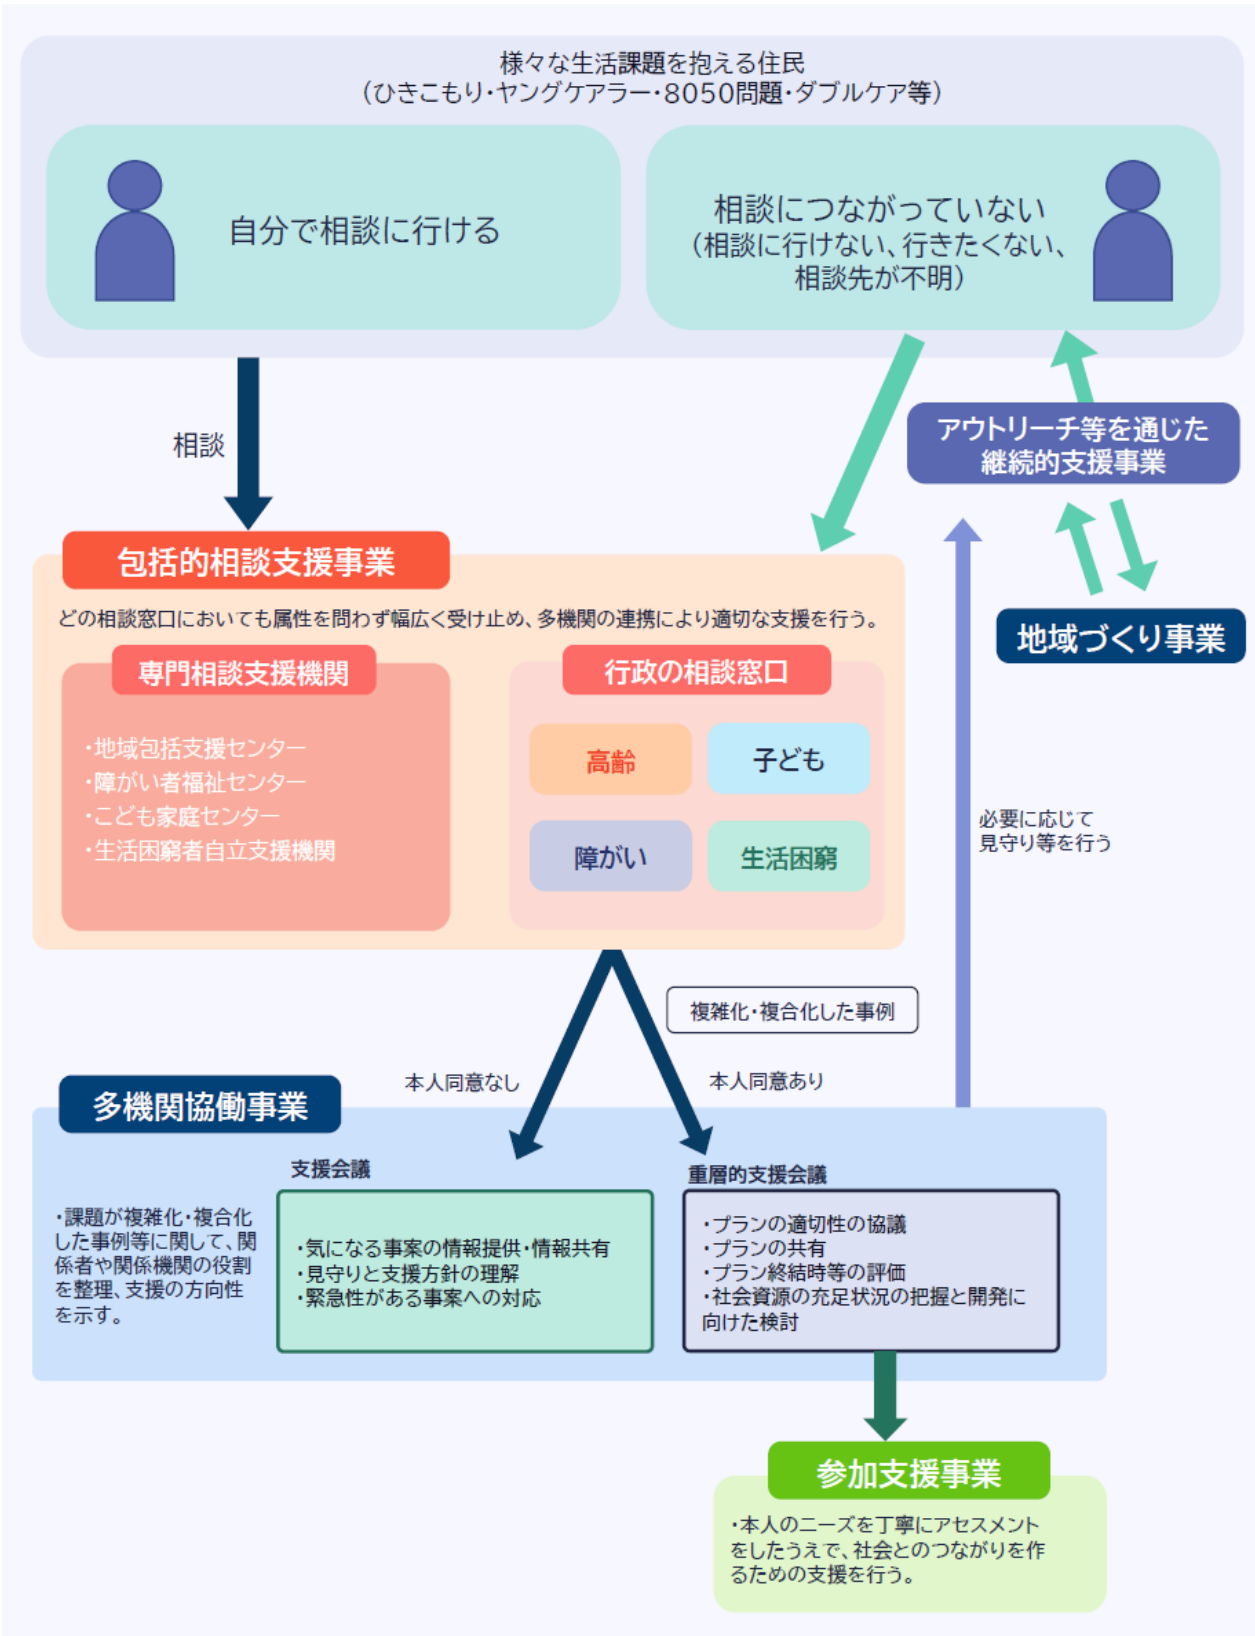 様々な生活課題を抱える住民
（ひきこもり・ヤングケアラー・8050問題・ダブルケア等）
自分で相談に行ける
相談につながっていない
（相談に行けない、行きたくない、
相談先が不明）
相談
アウトリーチ等を通じた
継続的支援事業
地域づくり事業
包括的相談支援事業
どの相談窓口においても属性を問わず幅広く受け止め、多機関の連携により適切な支援を行う。
専門相談支援機関
・地域包括支援センター
・障がい者福祉センター
・こども家庭センター
・生活困窮者自立支援機関
行政の相談窓口
高齢
子ども
障がい
生活困窮
必要に応じて
見守り等を行う
複雑化・複合化した事例
本人同意なし
本人同意あり
多機関協働事業
・課題が複雑化・複合化
した事例等に関して、関
係者や関係機関の役割
を整理、支援の方向性
を示す。
支援会議
・気になる事案の情報提供・情報共有
・見守りと支援方針の理解
・緊急性がある事案への対応
重層的支援会議
・プランの適切性の協議
・プランの共有
・プラン終結時等の評価
・社会資源の充足状況の把握と開発に
向けた検討
参加支援事業
・本人のニーズを丁寧にアセスメント
をしたうえで、社会とのつながりを作
るための支援を行う。